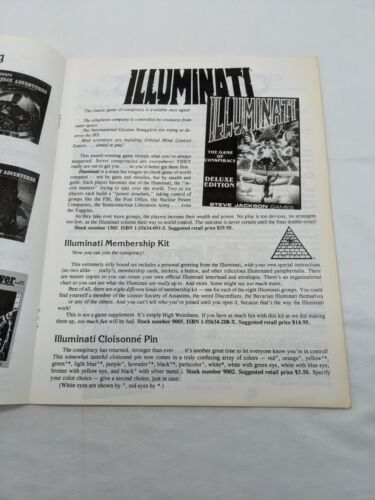 ILLUMINATI
The classic game of conspiracy is available once again!
The telephone company is controlled by creatures from
outer space.
The International Cocaine Smugglers are trying to de-
stroy the IRS.
Mad scientists are building Orbital Mind Control
Lasers . . . aimed at you!
This award-winning game reveals what you've always
suspected: Secret conspiracies are everywhere! THEY
really are out to get you . . . so you'd better get them first.
Illuminati is a tense but tongue-in-cheek game of world
conquest — not by guns and missiles, but by stealth and
guile. Each player becomes one of the Illuminati, the "se-
cret masters" trying to take over the world. Two to six
players each build a "power structure," taking control of
groups like the FBI, the Post Office, the Nuclear Power
Companies, the Semiconscious Liberation Army . . . even
the Yuppies.
As they take over more groups, the players increase their wealth and power. No ploy is too devious, no stratagem
too low, as the Illuminati scheme their way to world control. The outcome is never certain until the final double-cross!
Stock number 1305. ISBN 1-55634-091-5. Suggested retail price $29.95.
ILLUMINATI
THE GAME
OF
CONSPIRACY
DELUXE
EDITION
STEVE JACKSON GAMES
Illuminati Membership Kit
Now you can join the conspiracy!
This extremely silly boxed set includes a personal greeting from the Illuminati, with your own special instructions
(no two alike — really!), membership cards, stickers, a button, and other ridiculous Illuminated paraphernalia. There
are master copies so you can create your own official Illuminati letterhead and envelopes. There's an organizational
chart so you can see what the Illuminati are really up to. And more. Some might say too much more.
Best of all, there are eight different kinds of membership kit — one for each of the eight Illuminati groups. You could
find yourself a member of the sinister Society of Assassins, the weird Discordians, the Bavarian Illuminati themselves
. . . or any of the others. And you can't tell who you've joined until you open it, because that's the way the Illuminati
work!
This is not a game supplement. It's simply High Weirdness. If you have as much fun with this kit as we did making
them up, too much fun will be had. Stock number 9005. ISBN 1-55634-208-X. Suggested retail price $14.95.
Illuminati Cloisonné Pin
The conspiracy has returned, stronger than ever . . . it's another great time to let everyone know you're in control!
This somewhat tasteful cloisonné pin now comes in a truly confusing array of colors — red*, orange*, yellow*",
green*", light blue*", purple*, lavender*", black*", particolor*, white*, white with green eye, white with blue eye,
bronze with yellow eye, and black* with silver metal.). Stock number 9002. Suggested retail price $3.50. Specify
your color choice — give a second choice, just in case.
(White eyes are shown by ", red eyes by *.)